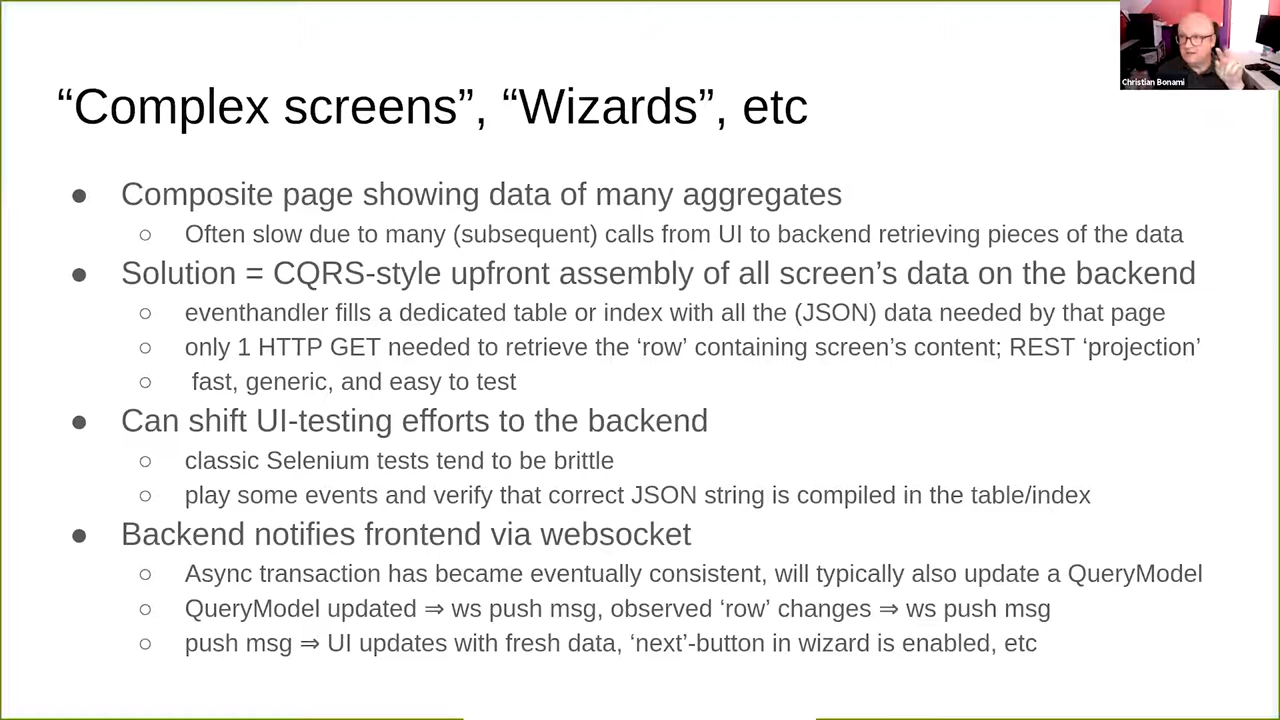 Christian Bonami
“Complex screens”, “Wizards”, etc
● Composite page showing data of many aggregates
○ Often slow due to many (subsequent) calls from UI to backend retrieving pieces of the data
● Solution = CQRS-style upfront assembly of all screen’s data on the backend
○ eventhandler fills a dedicated table or index with all the (JSON) data needed by that page
○ only 1 HTTP GET needed to retrieve the ‘row’ containing screen’s content; REST ‘projection’
○ fast, generic, and easy to test
● Can shift UI-testing efforts to the backend
○ classic Selenium tests tend to be brittle
○ play some events and verify that correct JSON string is compiled in the table/index
● Backend notifies frontend via websocket
○ Async transaction has became eventually consistent, will typically also update a QueryModel
○ QueryModel updated ⇒ ws push msg, observed ‘row’ changes ⇒ ws push msg
○ push msg ⇒ UI updates with fresh data, ‘next’-button in wizard is enabled, etc